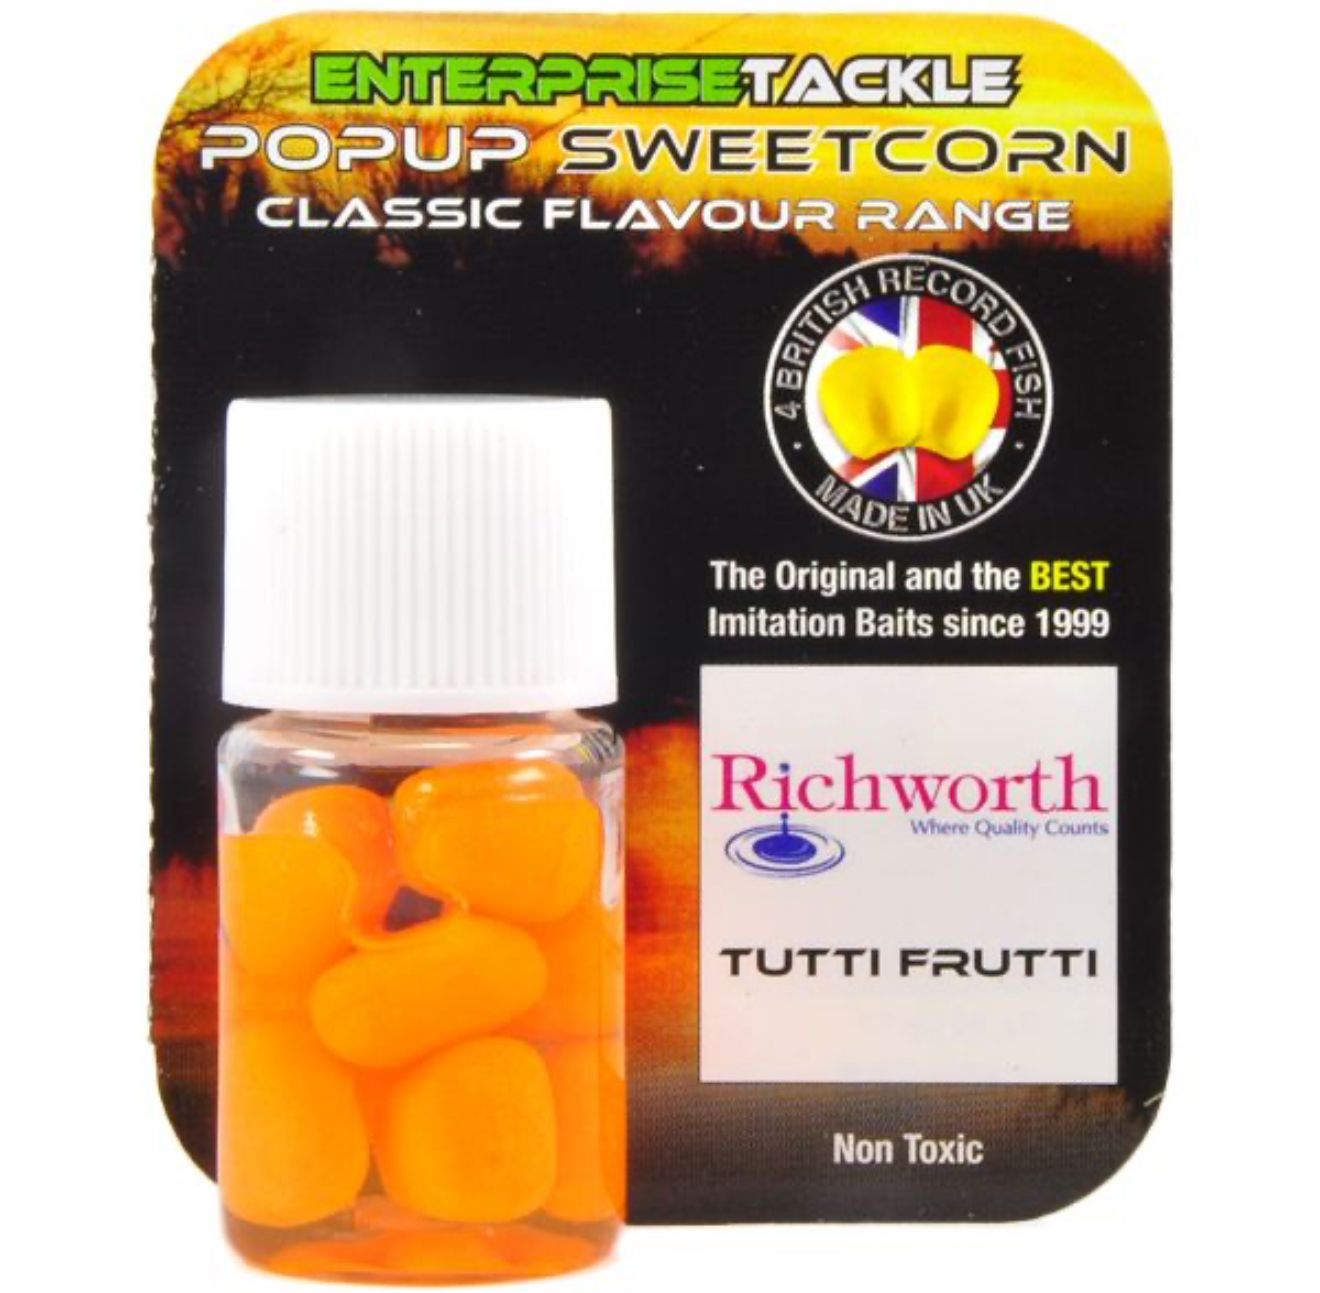 ENTERPRISETACKLE
POPUP SWEETCORN
CLASSIC FLAVOUR RANGE
4 BRITISH RECORD FISH
MADE IN UK
The Original and the BEST
Imitation Baits since 1999
Richworth
Where Quality Counts
TUTTI FRUTTI
Non Toxic